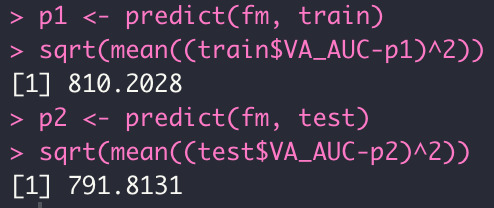 > p1 <- predict(fm, train)
> sqrt(mean((train$VA_AUC-p1)^2))
[1] 810.2028
> p2 <- predict(fm, test)
> sqrt(mean((test$VA_AUC-p2)^2))
[1] 791.8131